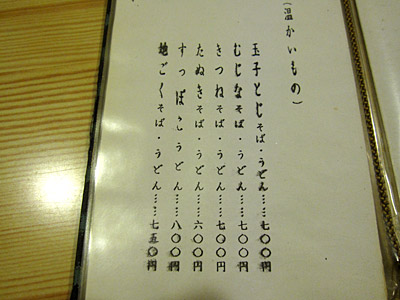 （温かいもの）
玉子とじそば・うどん……七〇〇円
むじなそば・うどん……七〇〇円
きつねそば・うどん……七〇〇円
たぬきそば・うどん……六〇〇円
すっぽこうどん……八〇〇円
地ごくそば・うどん……七五〇円